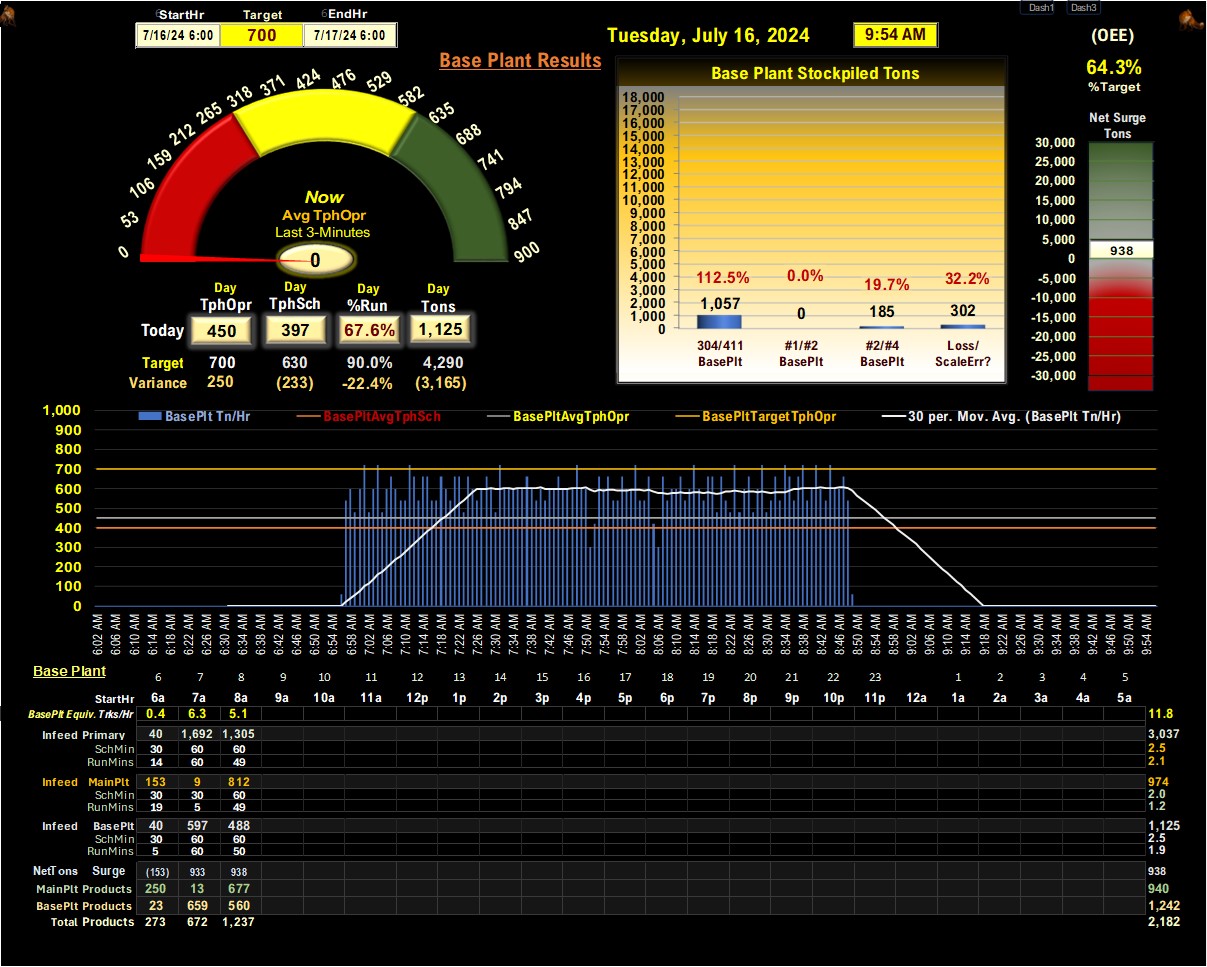 StartHr Target 6EndHr
7/16/24 6:00 700 7/17/24 6:00
Tuesday, July 16, 2024 9:54 AM
Dash1 Dash3
(OEE)
64.3%
%Target
Base Plant Results
0 53 106 159 212 265 318 371 424 476 529 582 635 688 741 794 847 900
Now
Avg TphOpr
Last 3-Minutes
0
Day Day Day Day
TphOpr TphSch %Run Tons
Today 450 397 67.6% 1,125
Target 700 630 90.0% 4,290
Variance 250 (233) -22.4% (3,165)
Base Plant Stockpiled Tons
18,000
17,000
16,000
15,000
14,000
13,000
12,000
11,000
10,000
9,000
8,000
7,000
6,000
5,000
4,000
3,000
2,000
1,000
0
112.5% 0.0% 19.7% 32.2%
1,057 0 185 302
304/411 #1/#2 #2/#4 Loss/
BasePlt BasePlt BasePlt ScaleErr?
Net Surge
Tons
30,000
25,000
20,000
15,000
10,000
5,000
938
0
-5,000
-10,000
-15,000
-20,000
-25,000
-30,000
BasePlt Tn/Hr BasePltAvgTphSch BasePltAvgTphOpr BasePltTargetTphOpr 30 per. Mov. Avg. (BasePlt Tn/Hr)
1,000
900
800
700
600
500
400
300
200
100
0
6:02 AM 6:06 AM 6:10 AM 6:14 AM 6:18 AM 6:22 AM 6:26 AM 6:30 AM 6:34 AM 6:38 AM 6:42 AM 6:46 AM 6:50 AM 6:54 AM 6:58 AM 7:02 AM 7:06 AM 7:10 AM 7:14 AM 7:18 AM 7:22 AM 7:26 AM 7:30 AM 7:34 AM 7:38 AM 7:42 AM 7:46 AM 7:50 AM 7:54 AM 7:58 AM 8:02 AM 8:06 AM 8:10 AM 8:14 AM 8:18 AM 8:22 AM 8:26 AM 8:30 AM 8:34 AM 8:38 AM 8:42 AM 8:46 AM 8:50 AM 8:54 AM 8:58 AM 9:02 AM 9:06 AM 9:10 AM 9:14 AM 9:18 AM 9:22 AM 9:26 AM 9:30 AM 9:34 AM 9:38 AM 9:42 AM 9:46 AM 9:50 AM 9:54 AM
Base Plant
6 7 8 9 10 11 12 13 14 15 16 17 18 19 20 21 22 23 1 2 3 4 5
StartHr 6a 7a 8a 9a 10a 11a 12p 1p 2p 3p 4p 5p 6p 7p 8p 9p 10p 11p 12a 1a 2a 3a 4a 5a
BasePlt Equiv. Trks/Hr 0.4 6.3 5.1 11.8
Infeed Primary 40 1,692 1,305 3,037
SchMin 30 60 60 2.5
RunMins 14 60 49 2.1
Infeed MainPlt 153 9 812 974
SchMin 30 30 60 2.0
RunMins 19 5 49 1.2
Infeed BasePlt 40 597 488 1,125
SchMin 30 60 60 2.5
RunMins 5 60 50 1.9
NetTons Surge (153) 933 938 938
MainPlt Products 250 13 677 940
BasePlt Products 23 659 560 1,242
Total Products 273 672 1,237 2,182